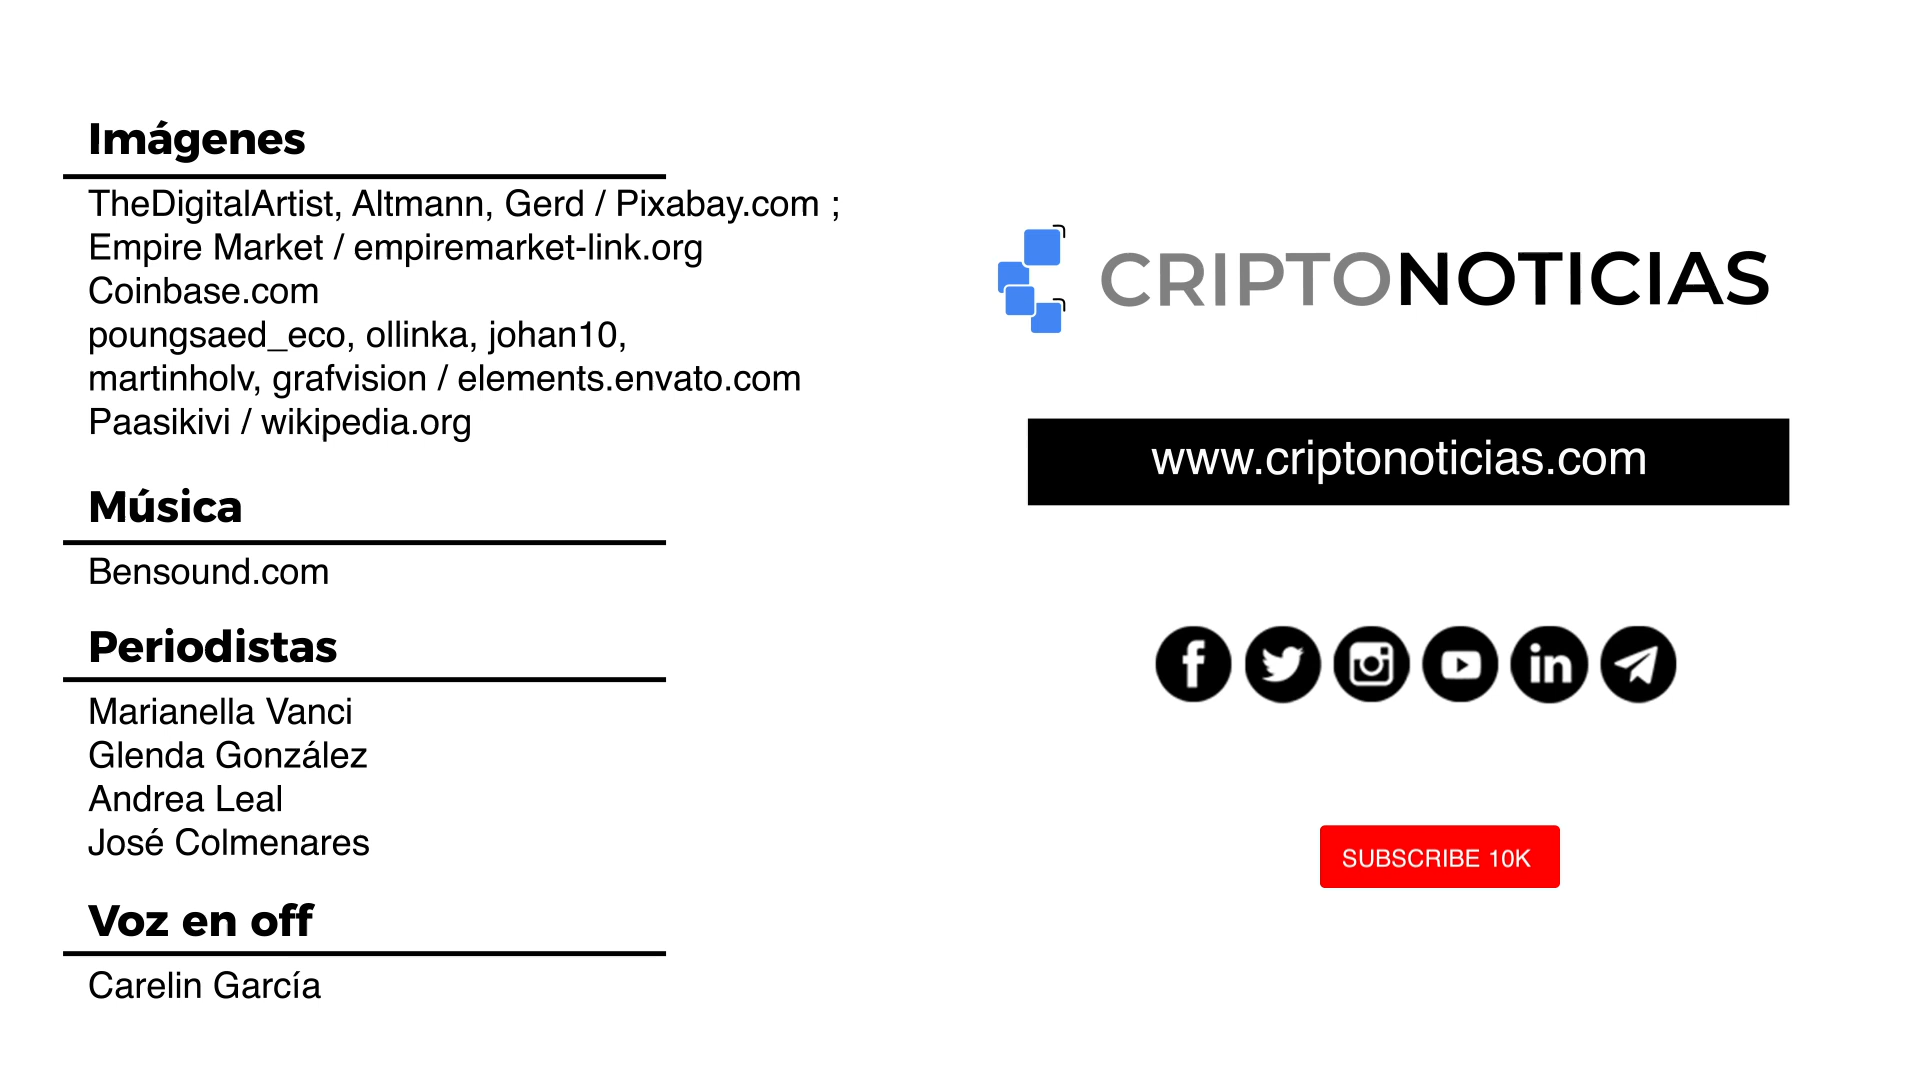 Imágenes
TheDigitalArtist, Altmann, Gerd / Pixabay.com ;
Empire Market / empiremarket-link.org
Coinbase.com
poungsaed_eco, ollinka, johan10,
martinholv, grafvision / elements.envato.com
Paasikivi / wikipedia.org
Música
Bensound.com
Periodistas
Marianella Vanci
Glenda González
Andrea Leal
José Colmenares
Voz en off
Carelin García
CRIPTONOTICIAS
www.criptonoticias.com
SUBSCRIBE 10K